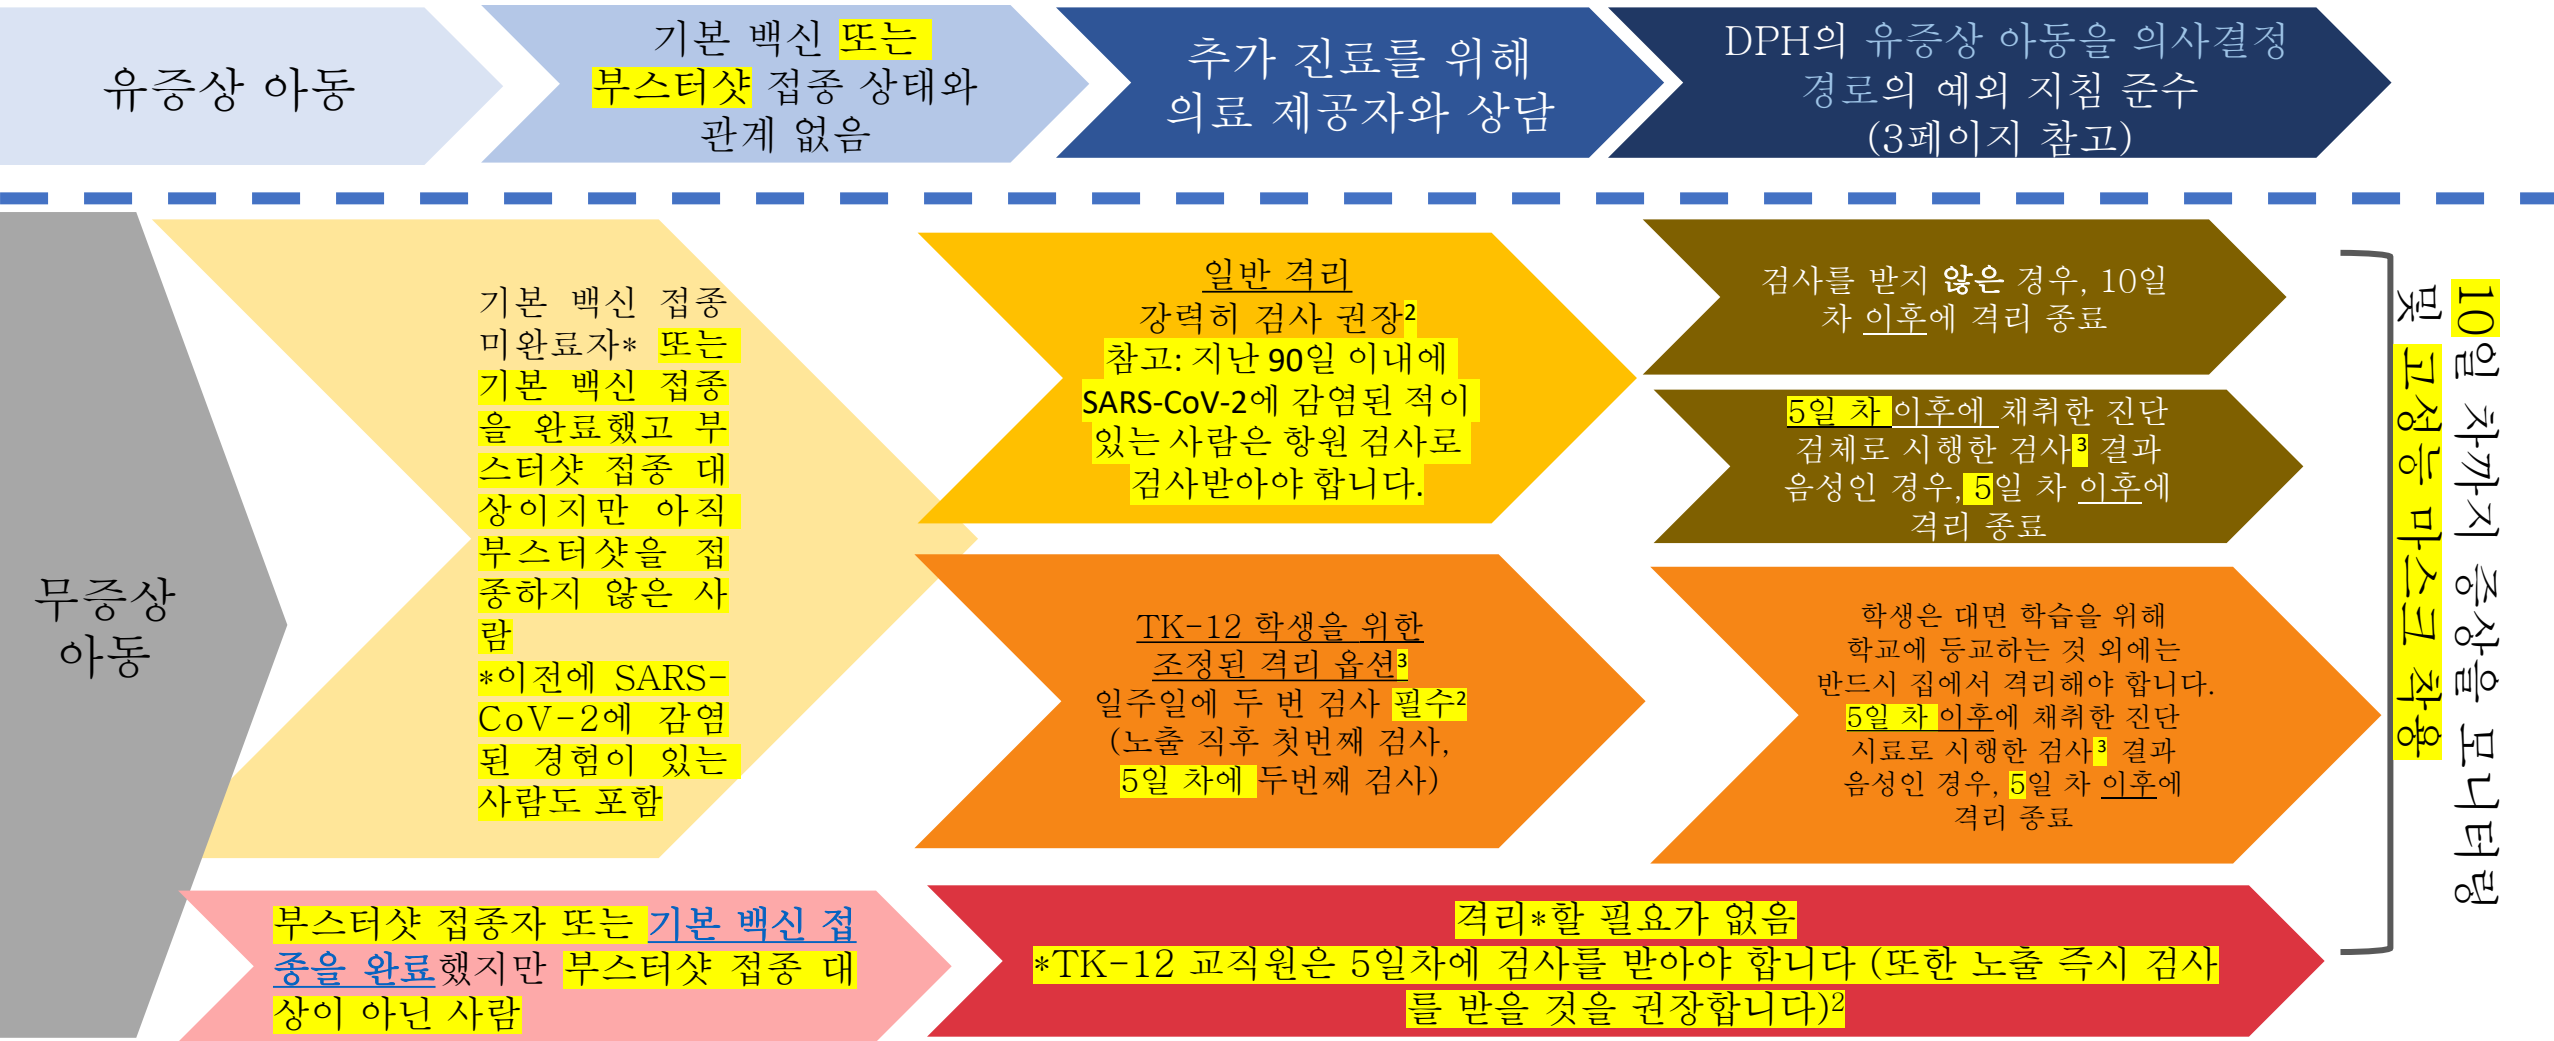 유증상 아동
기본 백신 또는
부스터샷 접종 상태와
관계 없음
추가 진료를 위해
의료 제공자와 상담
DPH의 유증상 아동을 의사결정
경로의 예외 지침 준수
(3페이지 참고)
무증상
아동
기본 백신 접종
미완료자* 또는
기본 백신 접종
을 완료했고 부
스터샷 접종 대
상이지만 아직
부스터샷을 접
종하지 않은 사
람
*이전에 SARS-
CoV-2에 감염
된 경험이 있는
사람도 포함
일반 격리
강력히 검사 권장2
참고: 지난 90일 이내에
SARS-CoV-2에 감염된 적이
있는 사람은 항원 검사로
검사받아야 합니다.
검사를 받지 않은 경우, 10일
차 이후에 격리 종료
5일 차 이후에 채취한 진단
검체로 시행한 검사3 결과
음성인 경우, 5일 차 이후에
격리 종료
TK-12 학생을 위한
조정된 격리 옵션3
일주일에 두 번 검사 필수2
(노출 직후 첫번째 검사,
5일 차에 두번째 검사)
학생은 대면 학습을 위해
학교에 등교하는 것 외에는
반드시 집에서 격리해야 합니다.
5일 차 이후에 채취한 진단
시료로 시행한 검사3 결과
음성인 경우, 5일 차 이후에
격리 종료
부스터샷 접종자 또는 기본 백신 접
종을 완료했지만 부스터샷 접종 대
상이 아닌 사람
격리*할 필요가 없음
*TK-12 교직원은 5일차에 검사를 받아야 합니다 (또한 노출 즉시 검사
를 받을 것을 권장합니다)2
10일 차까지 증상을 모니터링
및 고성능 마스크 착용